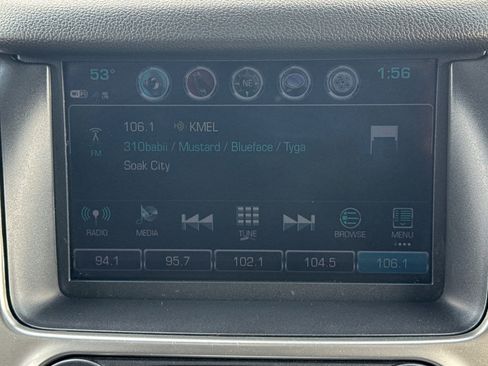 53° 1:56
NE
106.1 KMEL
FM
310babii / Mustard / Blueface / Tyga
Soak City
RADIO MEDIA TUNE BROWSE MENU
94.1 95.7 102.1 104.5 106.1